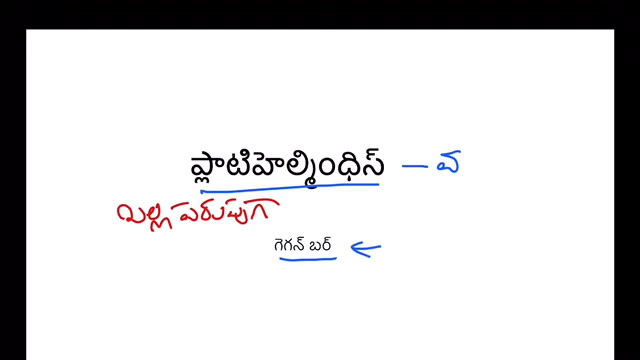 ప్లాటిహెల్మింథిస్ – వ
బల్ల పరుపుగా
గెగన్ బర్ ←